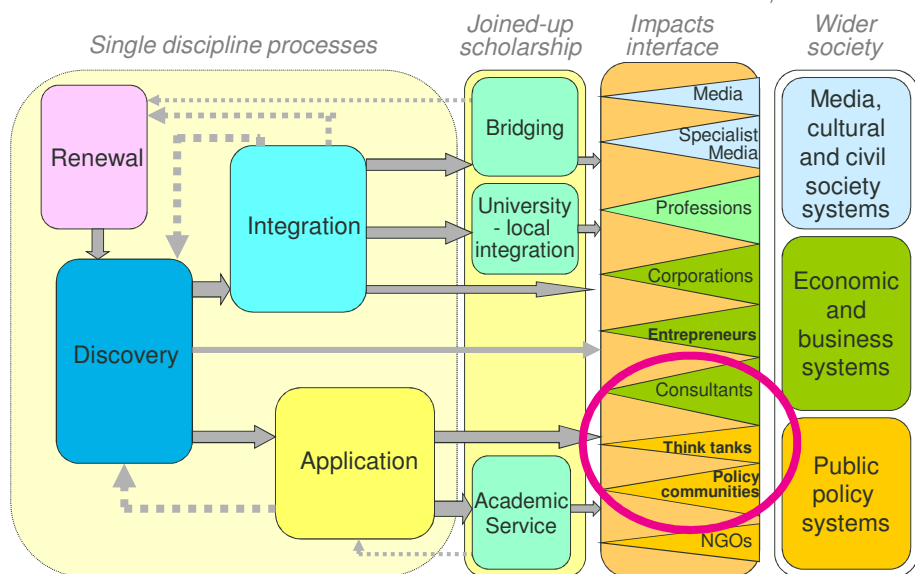 Single discipline processes
Joined-up
scholarship
Impacts
interface
Wider
society
Renewal
Discovery
Integration
Application
Bridging
University
- local
integration
Academic
Service
Media
Specialist
Media
Professions
Corporations
Entrepreneurs
Consultants
Think tanks
Policy
communities
NGOs
Media,
cultural
and civil
society
systems
Economic
and
business
systems
Public
policy
systems